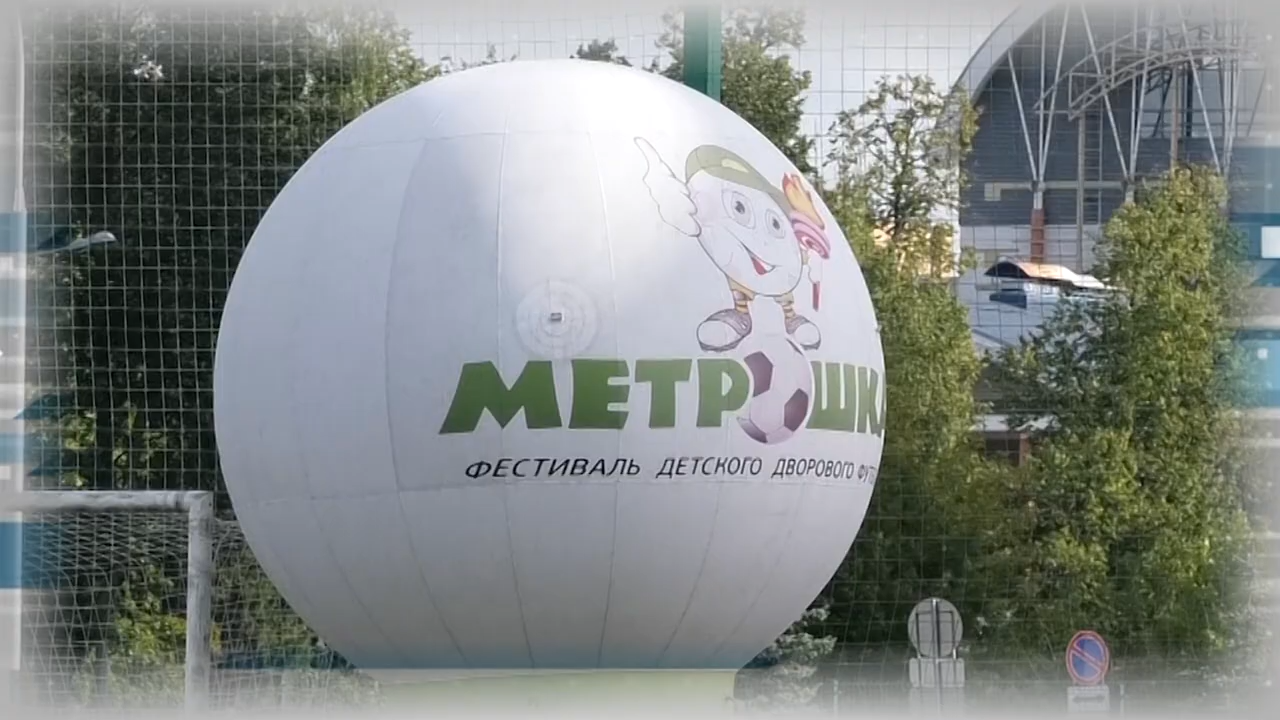 МЕТРОШКА
ФЕСТИВАЛЬ ДЕТСКОГО ДВОРОВОГО